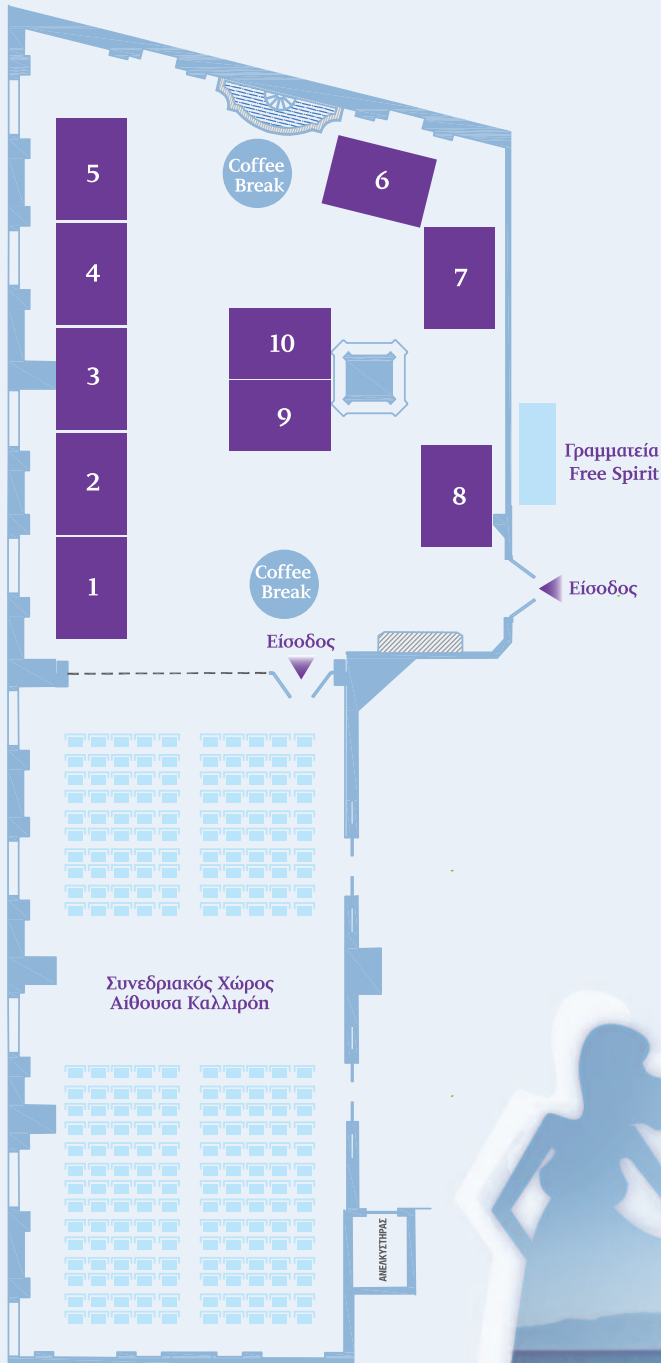 5
Coffee
Break
6
4
7
10
3
9
Γραμματεία
Free Spirit
2
8
Coffee
Break
1
Είσοδος
Είσοδος
Συνεδριακός Χώρος
Αίθουσα Καλλιρόη
ΑΝΕΛΚΥΣΤΗΡΑΣ